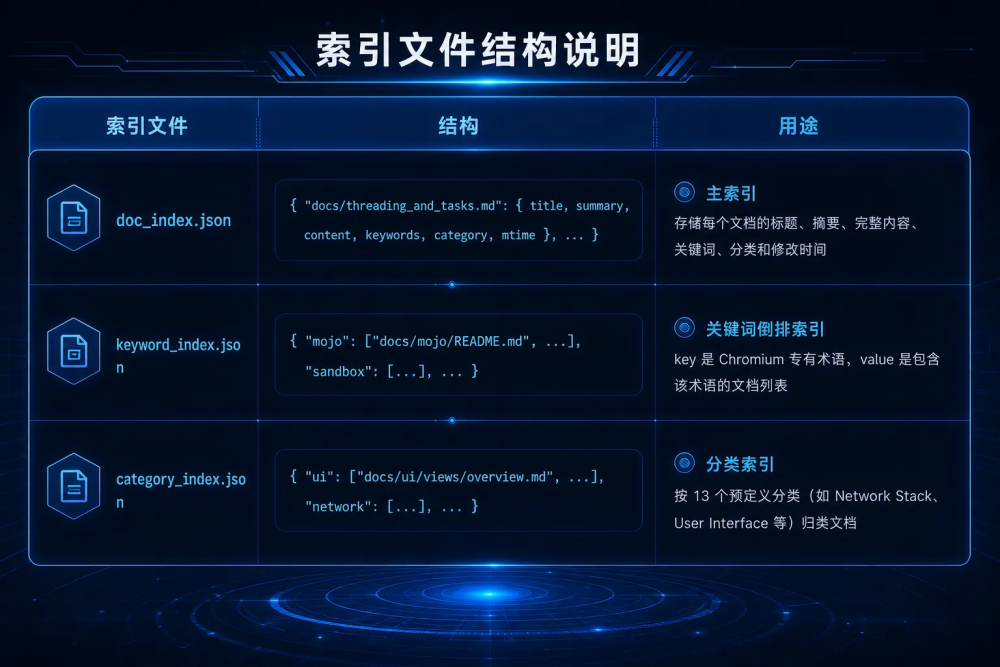 索引文件结构说明
索引文件
结构
用途
doc_index.json
{ "docs/threading_and_tasks.md": { title, summary,
content, keywords, category, mtime }, ... }
主索引
存储每个文档的标题、摘要、完整内容、
关键词、分类和修改时间
keyword_index.jso
n
{ "mojo": ["docs/mojo/README.md", ...],
"sandbox": [...], ... }
关键词倒排索引
key 是 Chromium 专有术语、value 是包含
该术语的文档列表
category_index.jso
n
{ "ui": ["docs/ui/views/overview.md", ...],
"network": [...], ... }
分类索引
按 13 个预定义分类（如 Network Stack、
User Interface 等）归类文档